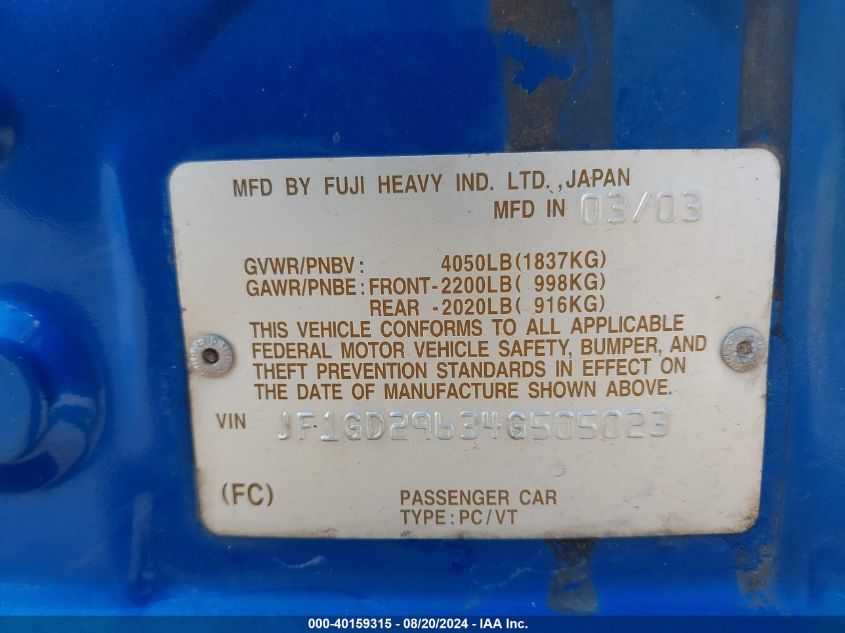 MFD BY FUJI HEAVY IND. LTD., JAPAN
MFD IN 03/03
GVWR/PNBV: 4050LB(1837KG)
GAWR/PNBE: FRONT-2200LB( 998KG)
REAR -2020LB( 916KG)
THIS VEHICLE CONFORMS TO ALL APPLICABLE
FEDERAL MOTOR VEHICLE SAFETY, BUMPER, AND
THEFT PREVENTION STANDARDS IN EFFECT ON
THE DATE OF MANUFACTURE SHOWN ABOVE.
VIN JF1GD29634G505023
(FC) PASSENGER CAR
TYPE: PC/VT
000-40159315 - 08/20/2024 - IAA Inc.